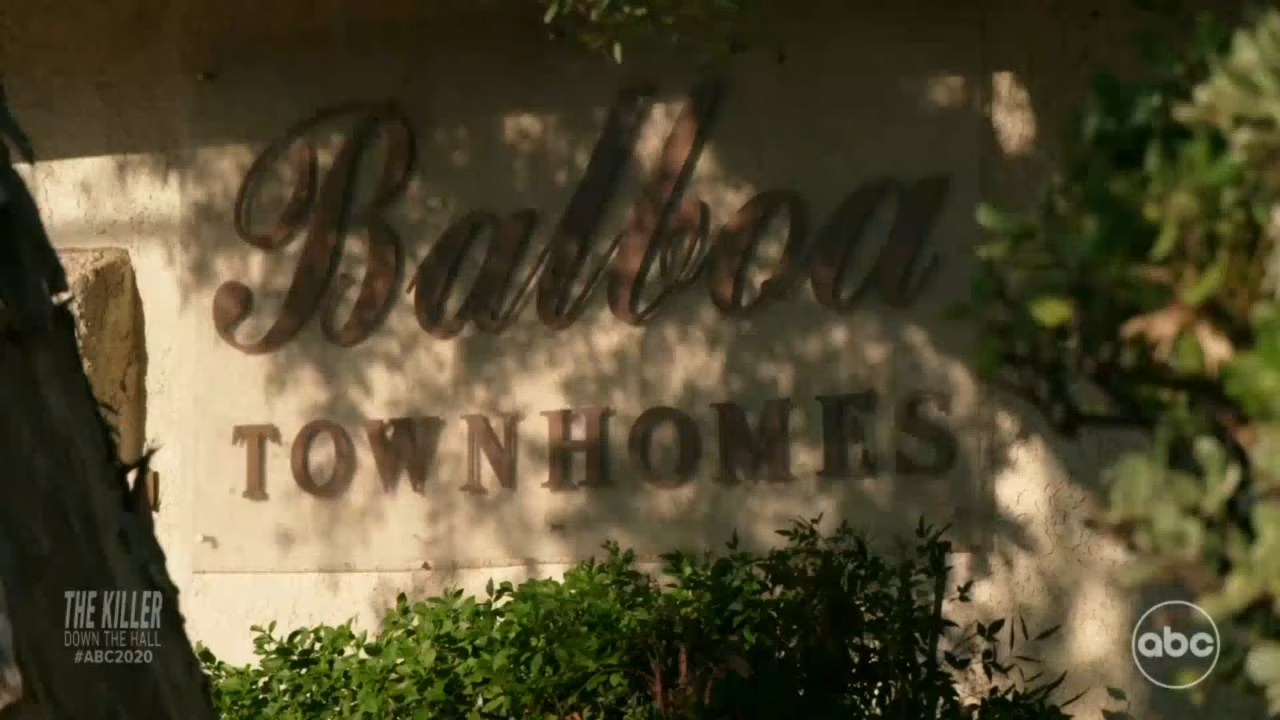 Balboa
TOWNHOMES
THE KILLER
DOWN THE HALL
#ABC2020
abc